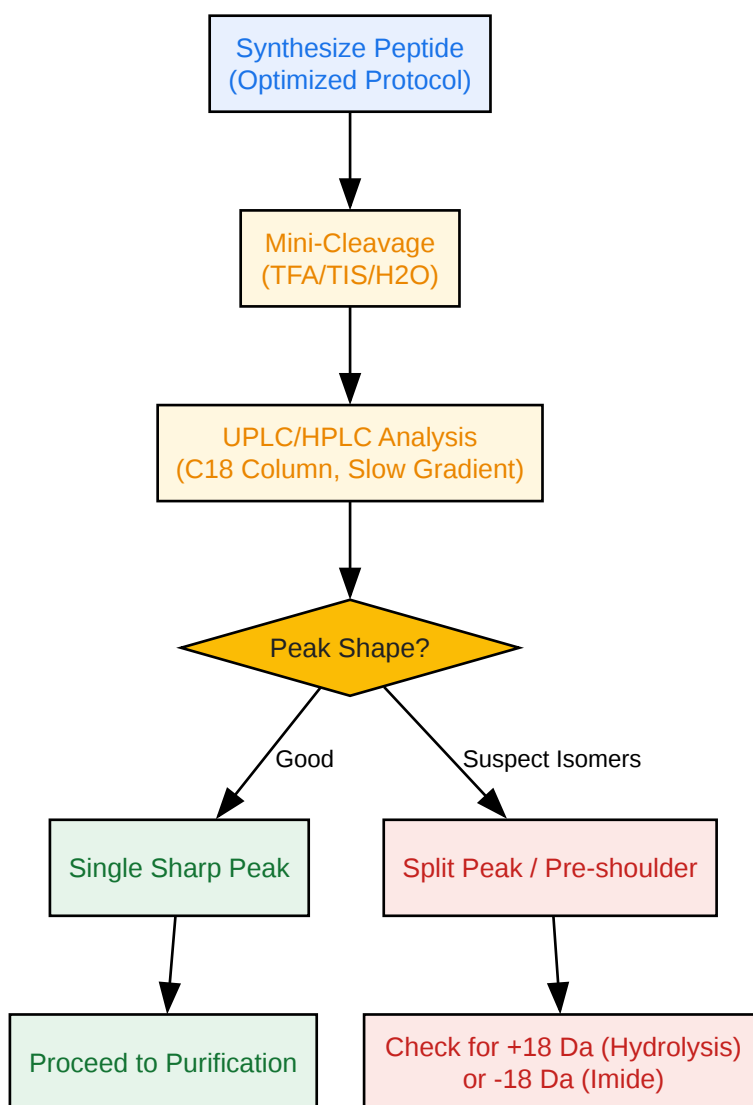 Synthesize Peptide
(Optimized Protocol)
Mini-Cleavage
(TFA/TIS/H2O)
UPLC/HPLC Analysis
(C18 Column, Slow Gradient)
Peak Shape?
Good
Suspect Isomers
Single Sharp Peak
Split Peak / Pre-shoulder
Proceed to Purification
Check for +18 Da (Hydrolysis)
or -18 Da (Imide)